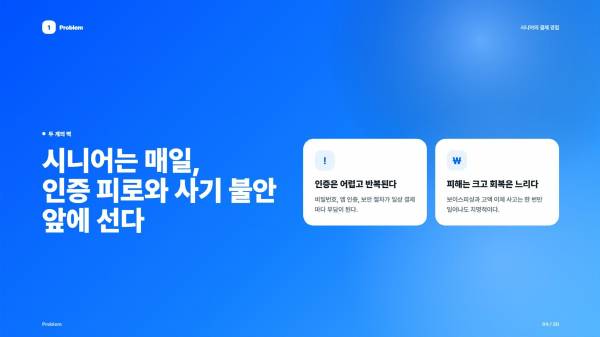 1 Problem
시니어의 결제 경험
두 개의 벽
시니어는 매일,
인증 피로와 사기 불안
앞에 선다
!
인증은 어렵고 반복된다
비밀번호, 앱 인증, 보안 절차가 일상 결제
마다 부담이 된다.
₩
피해는 크고 회복은 느리다
보이스피싱과 고액 이체 사고는 한 번만
일어나도 치명적이다.
Problem
04 / 20